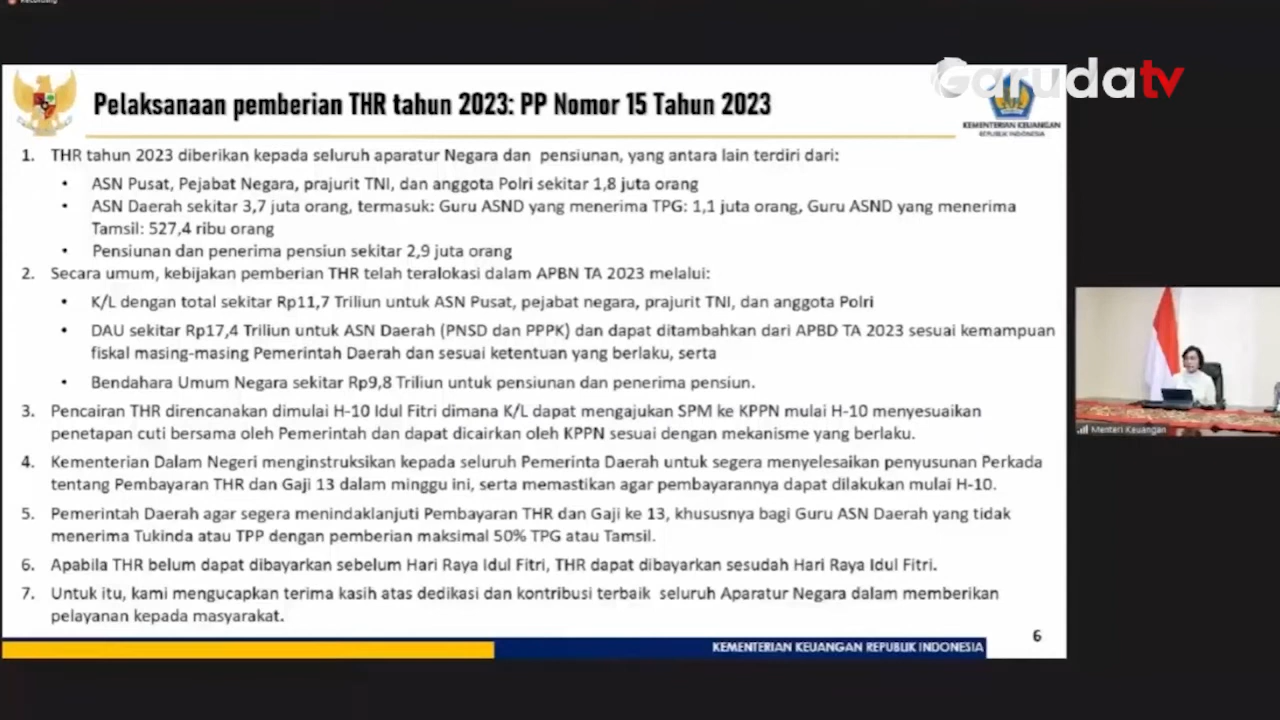 Recording
Garudatv
Pelaksanaan pemberian THR tahun 2023: PP Nomor 15 Tahun 2023
KEMENTERIAN KEUANGAN
REPUBLIK INDONESIA
1. THR tahun 2023 diberikan kepada seluruh aparatur Negara dan pensiunan, yang antara lain terdiri dari:
• ASN Pusat, Pejabat Negara, prajurit TNI, dan anggota Polri sekitar 1,8 juta orang
• ASN Daerah sekitar 3,7 juta orang, termasuk: Guru ASND yang menerima TPG: 1,1 juta orang, Guru ASND yang menerima
Tamsil: 527,4 ribu orang
• Pensiunan dan penerima pensiun sekitar 2,9 juta orang
2. Secara umum, kebijakan pemberian THR telah teralokasi dalam APBN TA 2023 melalui:
• K/L dengan total sekitar Rp11,7 Triliun untuk ASN Pusat, pejabat negara, prajurit TNI, dan anggota Polri
• DAU sekitar Rp17,4 Triliun untuk ASN Daerah (PNSD dan PPPK) dan dapat ditambahkan dari APBD TA 2023 sesuai kemampuan
fiskal masing-masing Pemerintah Daerah dan sesuai ketentuan yang berlaku, serta
• Bendahara Umum Negara sekitar Rp9,8 Triliun untuk pensiunan dan penerima pensiun.
3. Pencairan THR direncanakan dimulai H-10 Idul Fitri dimana K/L dapat mengajukan SPM ke KPPN mulai H-10 menyesuaikan
penetapan cuti bersama oleh Pemerintah dan dapat dicairkan oleh KPPN sesuai dengan mekanisme yang berlaku.
4. Kementerian Dalam Negeri menginstruksikan kepada seluruh Pemerinta Daerah untuk segera menyelesaikan penyusunan Perkada
tentang Pembayaran THR dan Gaji 13 dalam minggu ini, serta memastikan agar pembayarannya dapat dilakukan mulai H-10.
5. Pemerintah Daerah agar segera menindaklanjuti Pembayaran THR dan Gaji ke 13, khususnya bagi Guru ASN Daerah yang tidak
menerima Tukinda atau TPP dengan pemberian maksimal 50% TPG atau Tamsil.
6. Apabila THR belum dapat dibayarkan sebelum Hari Raya Idul Fitri, THR dapat dibayarkan sesudah Hari Raya Idul Fitri.
7. Untuk itu, kami mengucapkan terima kasih atas dedikasi dan kontribusi terbaik seluruh Aparatur Negara dalam memberikan
pelayanan kepada masyarakat.
6
KEMENTERIAN KEUANGAN REPUBLIK INDONESIA
Menteri Keuangan